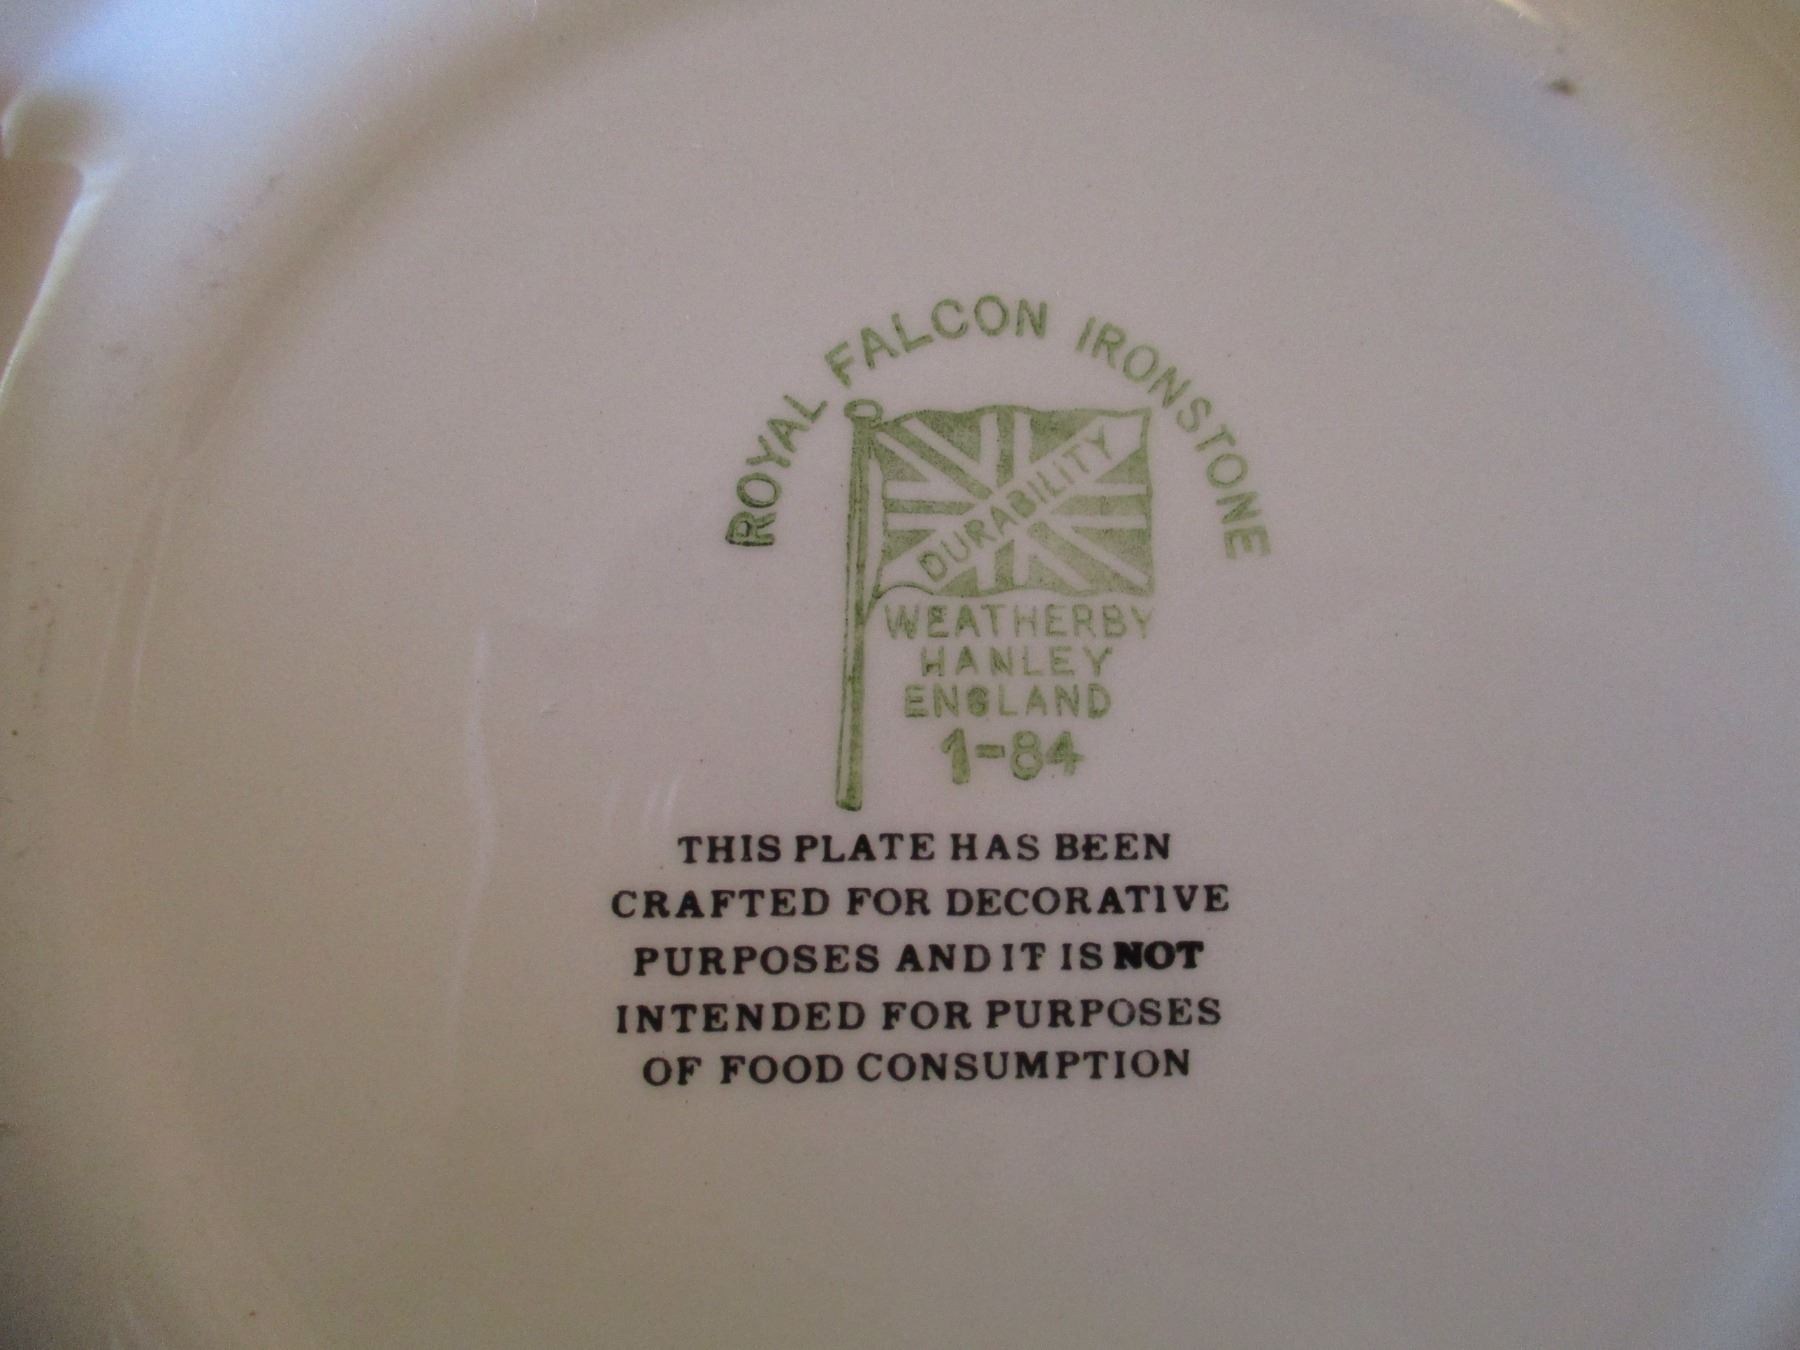 ROYAL FALCON IRONSTONE
DURABILITY
WEATHERBY
HANLEY
ENGLAND
1-84
THIS PLATE HAS BEEN
CRAFTED FOR DECORATIVE
PURPOSES AND IT IS NOT
INTENDED FOR PURPOSES
OF FOOD CONSUMPTION